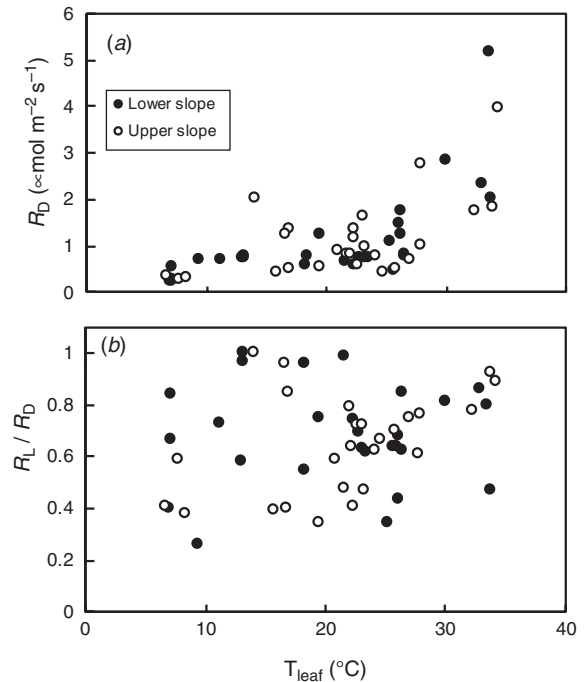 (a)
6
5
4
3
2
1
0
R_D (∝mol m⁻² s⁻¹)
Lower slope
Upper slope
(b)
1
0.8
0.6
0.4
0.2
0
R_L / R_D
0 10 20 30 40
T_leaf (°C)